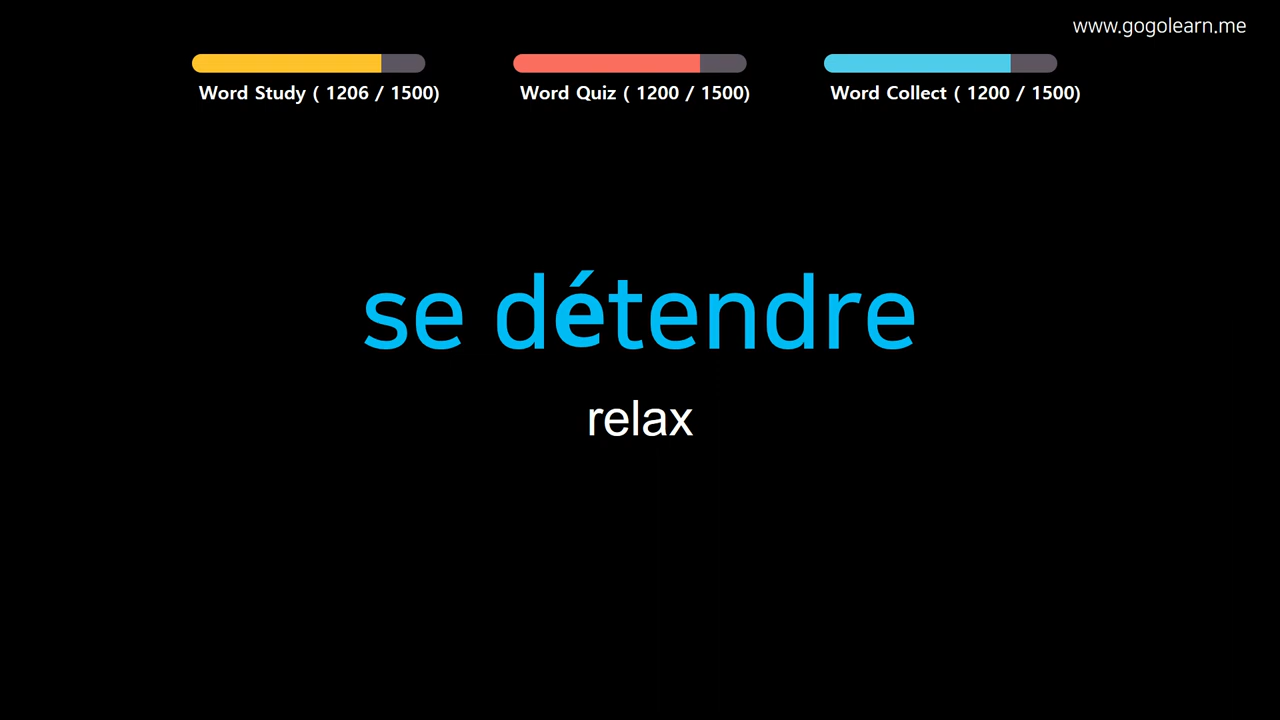 www.gogolearn.me
Word Study ( 1206 / 1500)
Word Quiz ( 1200 / 1500)
Word Collect ( 1200 / 1500)
se détendre
relax